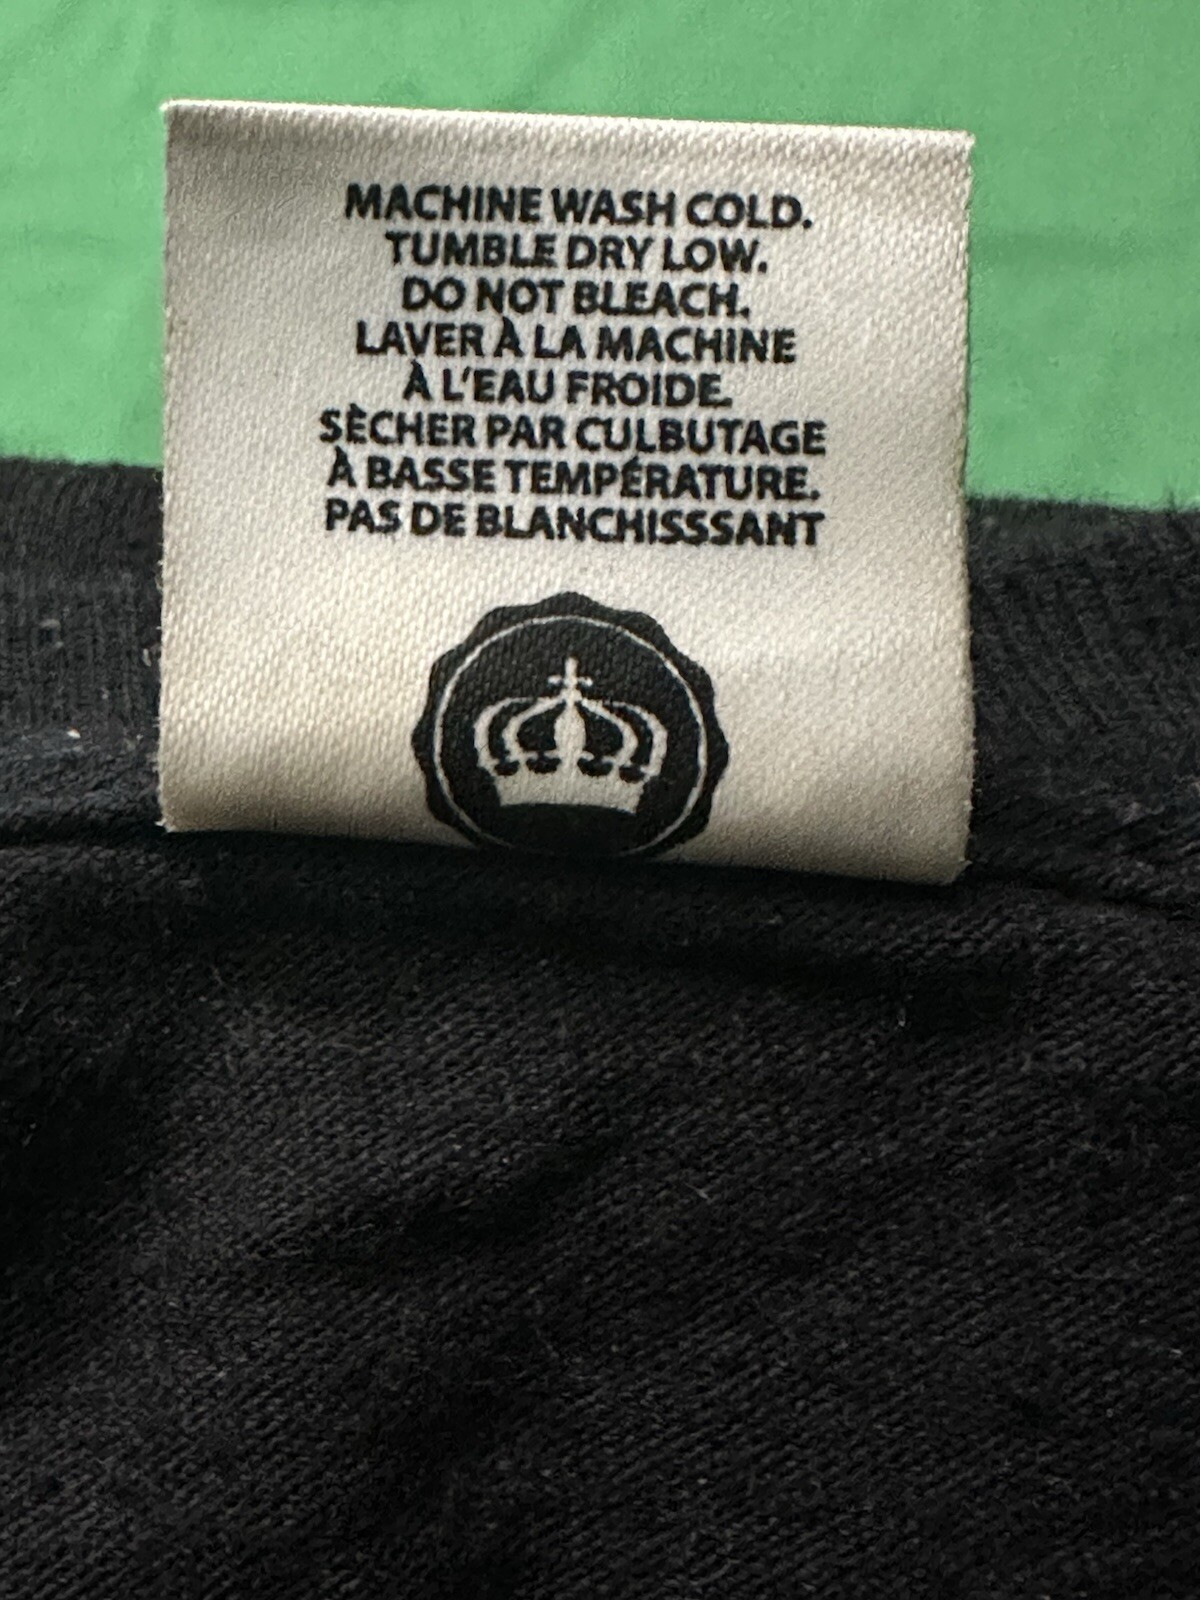 MACHINE WASH COLD.
TUMBLE DRY LOW.
DO NOT BLEACH.
LAVER À LA MACHINE
À L'EAU FROIDE.
SÈCHER PAR CULBUTAGE
À BASSE TEMPÉRATURE.
PAS DE BLANCHISSSANT